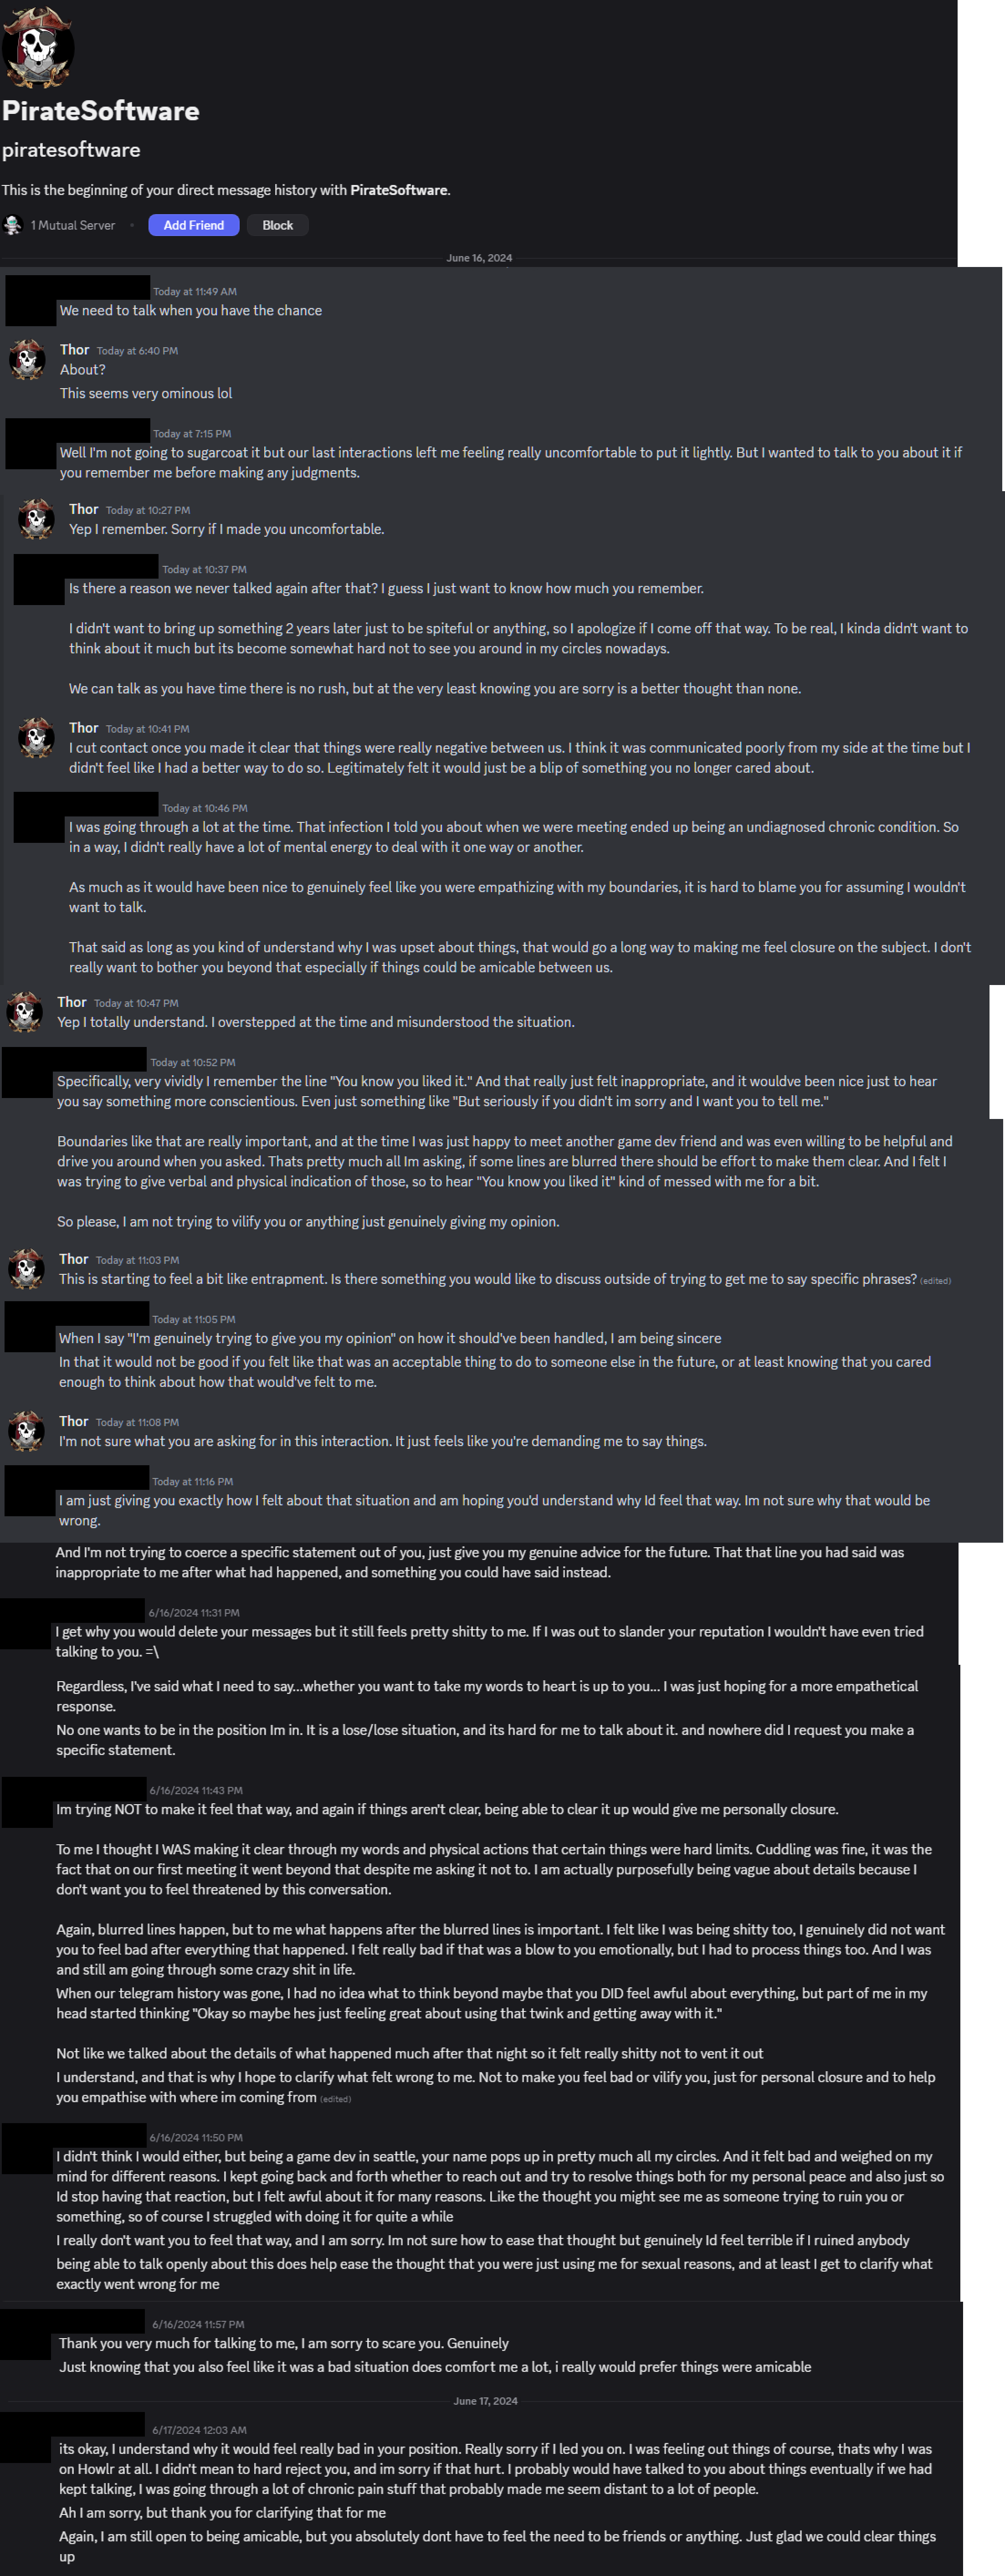 PirateSoftware
piratesoftware
This is the beginning of your direct message history with PirateSoftware.
1 Mutual Server • Add Friend Block
June 16, 2024
Today at 11:49 AM
We need to talk when you have the chance
Thor Today at 6:40 PM
About?
This seems very ominous lol
Today at 7:15 PM
Well I'm not going to sugarcoat it but our last interactions left me feeling really uncomfortable to put it lightly. But I wanted to talk to you about it if
you remember me before making any judgments.
Thor Today at 10:27 PM
Yep I remember. Sorry if I made you uncomfortable.
Today at 10:37 PM
Is there a reason we never talked again after that? I guess I just want to know how much you remember.
I didn't want to bring up something 2 years later just to be spiteful or anything, so I apologize if I come off that way. To be real, I kinda didn't want to
think about it much but its become somewhat hard not to see you around in my circles nowadays.
We can talk as you have time there is no rush, but at the very least knowing you are sorry is a better thought than none.
Thor Today at 10:41 PM
I cut contact once you made it clear that things were really negative between us. I think it was communicated poorly from my side at the time but I
didn't feel like I had a better way to do so. Legitimately felt it would just be a blip of something you no longer cared about.
Today at 10:46 PM
I was going through a lot at the time. That infection I told you about when we were meeting ended up being an undiagnosed chronic condition. So
in a way, I didn't really have a lot of mental energy to deal with it one way or another.
As much as it would have been nice to genuinely feel like you were empathizing with my boundaries, it is hard to blame you for assuming I wouldn't
want to talk.
That said as long as you kind of understand why I was upset about things, that would go a long way to making me feel closure on the subject. I don't
really want to bother you beyond that especially if things could be amicable between us.
Thor Today at 10:47 PM
Yep I totally understand. I overstepped at the time and misunderstood the situation.
Today at 10:52 PM
Specifically, very vividly I remember the line "You know you liked it." And that really just felt inappropriate, and it wouldve been nice just to hear
you say something more conscientious. Even just something like "But seriously if you didn't im sorry and I want you to tell me."
Boundaries like that are really important, and at the time I was just happy to meet another game dev friend and was even willing to be helpful and
drive you around when you asked. Thats pretty much all Im asking, if some lines are blurred there should be effort to make them clear. And I felt I
was trying to give verbal and physical indication of those, so to hear "You know you liked it" kind of messed with me for a bit.
So please, I am not trying to vilify you or anything just genuinely giving my opinion.
Thor Today at 11:03 PM
This is starting to feel a bit like entrapment. Is there something you would like to discuss outside of trying to get me to say specific phrases? (edited)
Today at 11:05 PM
When I say "I'm genuinely trying to give you my opinion" on how it should've been handled, I am being sincere
In that it would not be good if you felt like that was an acceptable thing to do to someone else in the future, or at least knowing that you cared
enough to think about how that would've felt to me.
Thor Today at 11:08 PM
I'm not sure what you are asking for in this interaction. It just feels like you're demanding me to say things.
Today at 11:16 PM
I am just giving you exactly how I felt about that situation and am hoping you'd understand why Id feel that way. Im not sure why that would be
wrong.
And I'm not trying to coerce a specific statement out of you, just give you my genuine advice for the future. That that line you had said was
inappropriate to me after what had happened, and something you could have said instead.
6/16/2024 11:31 PM
I get why you would delete your messages but it still feels pretty shitty to me. If I was out to slander your reputation I wouldn't have even tried
talking to you. =\
Regardless, I've said what I need to say...whether you want to take my words to heart is up to you... I was just hoping for a more empathetical
response.
No one wants to be in the position Im in. It is a lose/lose situation, and its hard for me to talk about it. and nowhere did I request you make a
specific statement.
6/16/2024 11:43 PM
Im trying NOT to make it feel that way, and again if things aren't clear, being able to clear it up would give me personally closure.
To me I thought I WAS making it clear through my words and physical actions that certain things were hard limits. Cuddling was fine, it was the
fact that on our first meeting it went beyond that despite me asking it not to. I am actually purposefully being vague about details because I
don't want you to feel threatened by this conversation.
Again, blurred lines happen, but to me what happens after the blurred lines is important. I felt like I was being shitty too, I genuinely did not want
you to feel bad after everything that happened. I felt really bad if that was a blow to you emotionally, but I had to process things too. And I was
and still am going through some crazy shit in life.
When our telegram history was gone, I had no idea what to think beyond maybe that you DID feel awful about everything, but part of me in my
head started thinking "Okay so maybe hes just feeling great about using that twink and getting away with it."
Not like we talked about the details of what happened much after that night so it felt really shitty not to vent it out
I understand, and that is why I hope to clarify what felt wrong to me. Not to make you feel bad or vilify you, just for personal closure and to help
you empathise with where im coming from (edited)
6/16/2024 11:50 PM
I didn't think I would either, but being a game dev in seattle, your name pops up in pretty much all my circles. And it felt bad and weighed on my
mind for different reasons. I kept going back and forth whether to reach out and try to resolve things both for my personal peace and also just so
Id stop having that reaction, but I felt awful about it for many reasons. Like the thought you might see me as someone trying to ruin you or
something, so of course I struggled with doing it for quite a while
I really don't want you to feel that way, and I am sorry. Im not sure how to ease that thought but genuinely Id feel terrible if I ruined anybody
being able to talk openly about this does help ease the thought that you were just using me for sexual reasons, and at least I get to clarify what
exactly went wrong for me
6/16/2024 11:57 PM
Thank you very much for talking to me, I am sorry to scare you. Genuinely
Just knowing that you also feel like it was a bad situation does comfort me a lot, i really would prefer things were amicable
June 17, 2024
6/17/2024 12:03 AM
its okay, I understand why it would feel really bad in your position. Really sorry if I led you on. I was feeling out things of course, thats why I was
on Howlr at all. I didn't mean to hard reject you, and im sorry if that hurt. I probably would have talked to you about things eventually if we had
kept talking, I was going through a lot of chronic pain stuff that probably made me seem distant to a lot of people.
Ah I am sorry, but thank you for clarifying that for me
Again, I am still open to being amicable, but you absolutely dont have to feel the need to be friends or anything. Just glad we could clear things
up